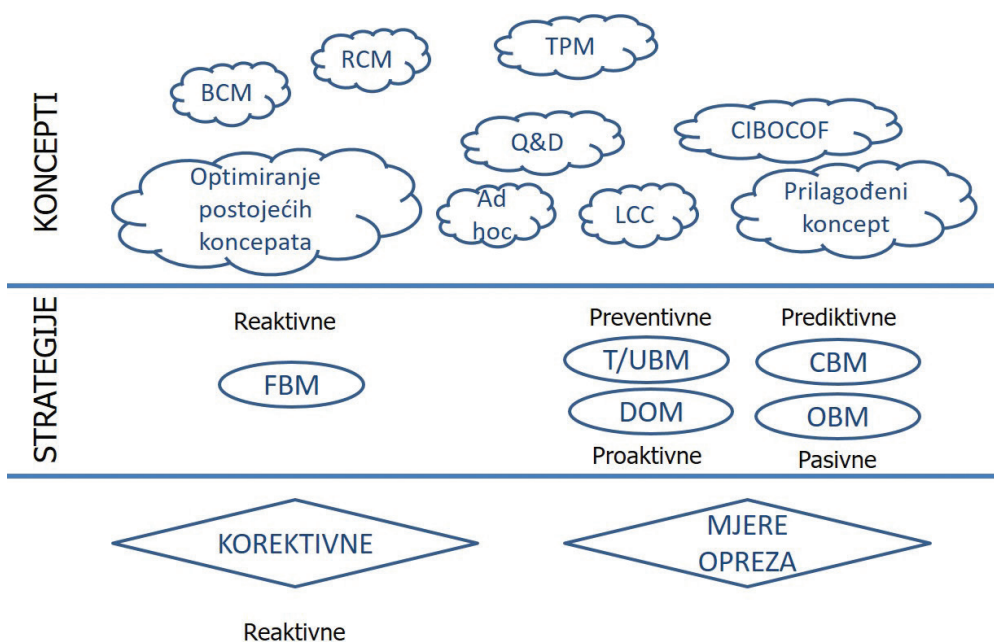 KONCEPTI
BCM
RCM
TPM
Q&D
CIBOCOF
Optimiranje
postojećih
koncepata
Ad
hoc
LCC
Prilagođeni
koncept
STRATEGIJE
Reaktivne
FBM
Preventivne
T/UBM
DOM
Proaktivne
Prediktivne
CBM
OBM
Pasivne
KOREKTIVNE
MJERE
OPREZA
Reaktivne